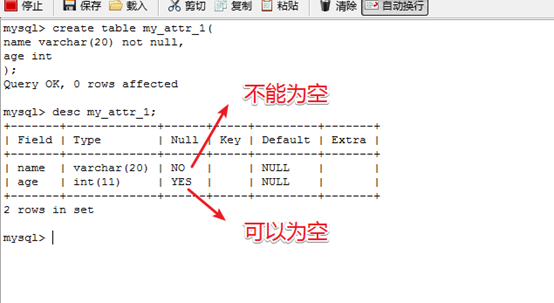 停止 保存 载入 剪切 复制 粘贴 清除 自动换行
mysql> create table my_attr_1(
name varchar(20) not null,
age int
);
Query OK, 0 rows affected
不能为空
mysql> desc my_attr_1;
+-------+-------------+------+-----+---------+-------+
| Field | Type | Null | Key | Default | Extra |
+-------+-------------+------+-----+---------+-------+
| name | varchar(20) | NO | | NULL | |
| age | int(11) | YES | | NULL | |
+-------+-------------+------+-----+---------+-------+
2 rows in set
可以为空
mysql>